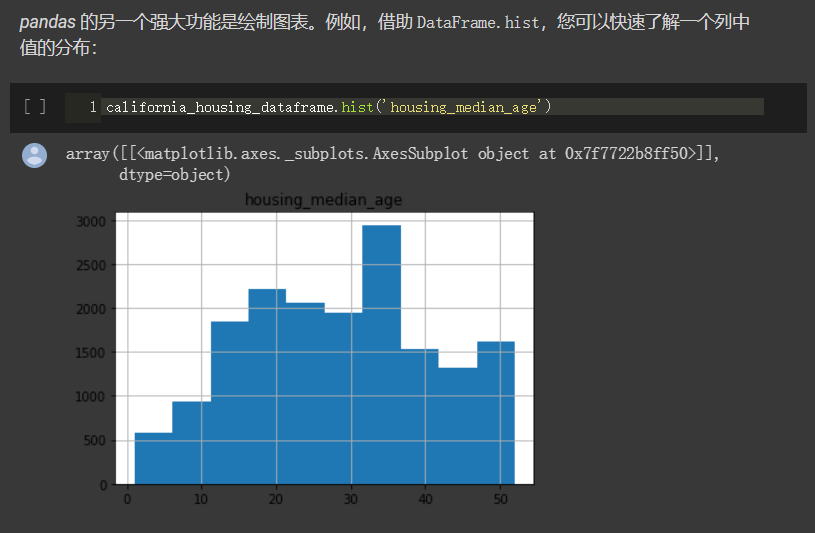 pandas 的另一个强大功能是绘制图表。例如，借助 DataFrame.hist，您可以快速了解一个列中
值的分布：
[ ] 1 california_housing_dataframe.hist('housing_median_age')
array([[<matplotlib.axes._subplots.AxesSubplot object at 0x7f7722b8ff50>]],
dtype=object)
housing_median_age
3000
2500
2000
1500
1000
500
0
0 10 20 30 40 50